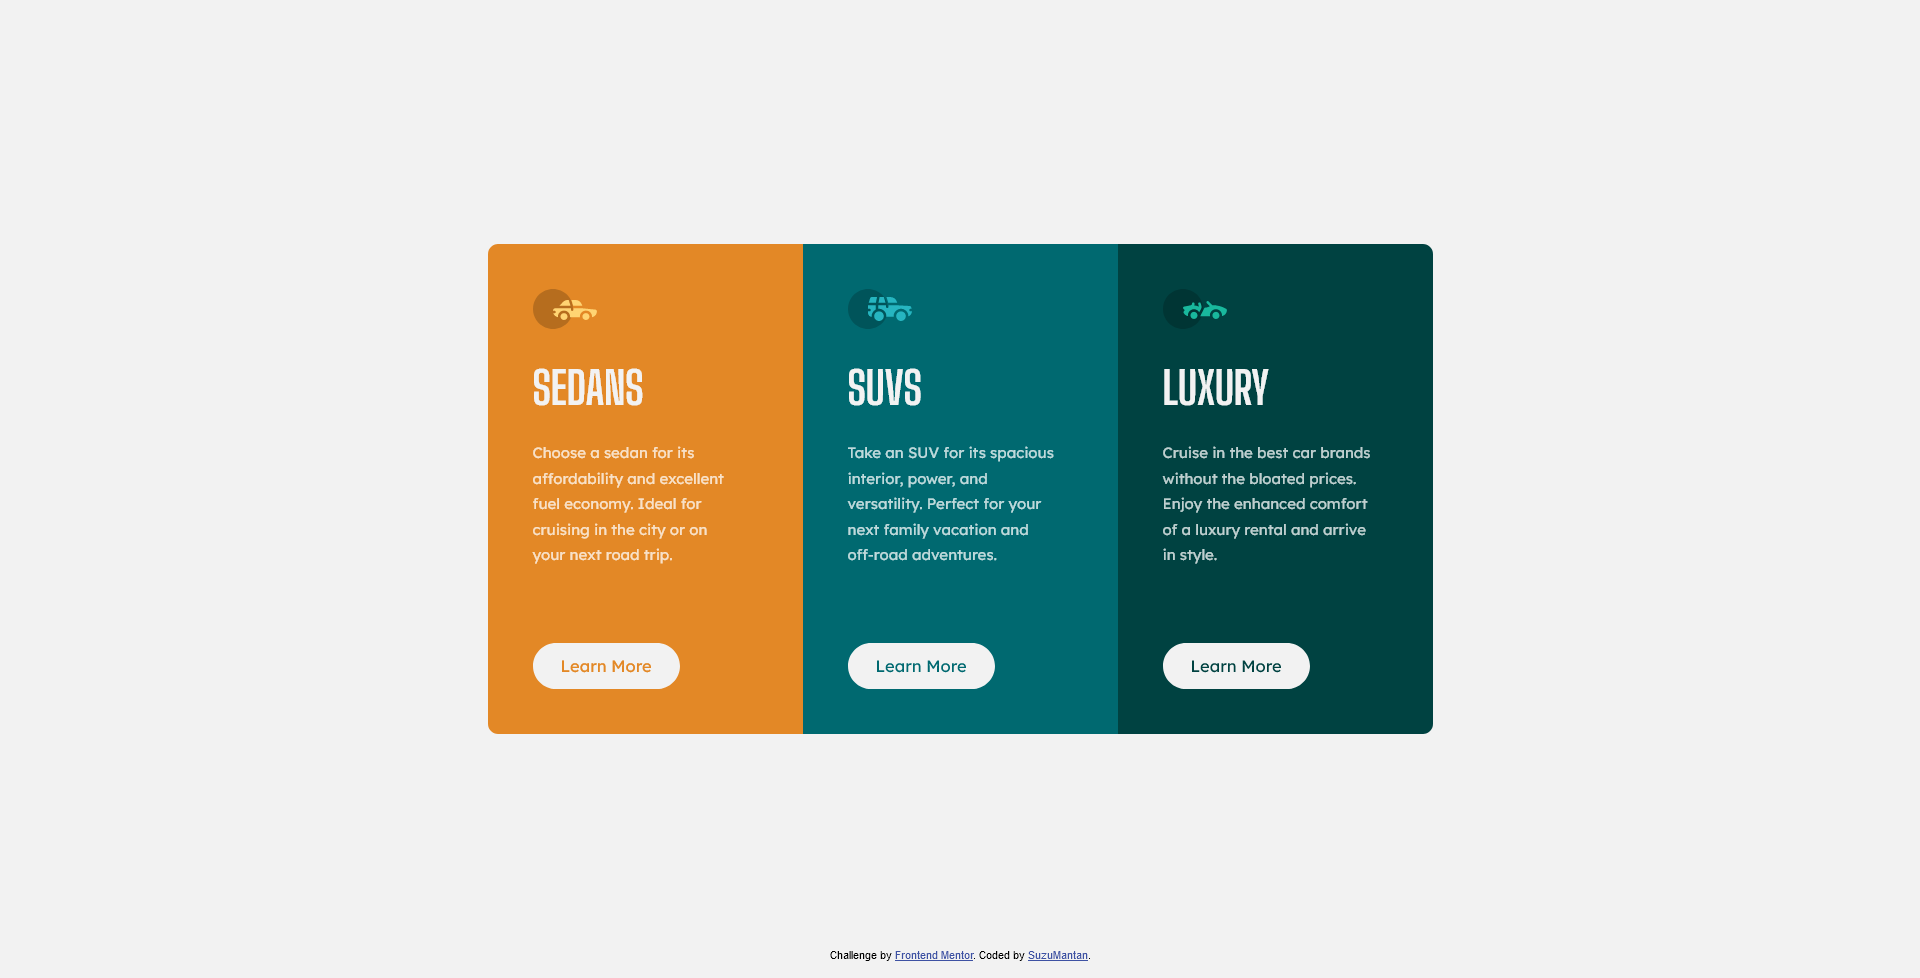 SEDANS
Choose a sedan for its
affordability and excellent
fuel economy. Ideal for
cruising in the city or on
your next road trip.
Learn More
SUVS
Take an SUV for its spacious
interior, power, and
versatility. Perfect for your
next family vacation and
off-road adventures.
Learn More
LUXURY
Cruise in the best car brands
without the bloated prices.
Enjoy the enhanced comfort
of a luxury rental and arrive
in style.
Learn More
Challenge by Frontend Mentor. Coded by SuzuMantan.